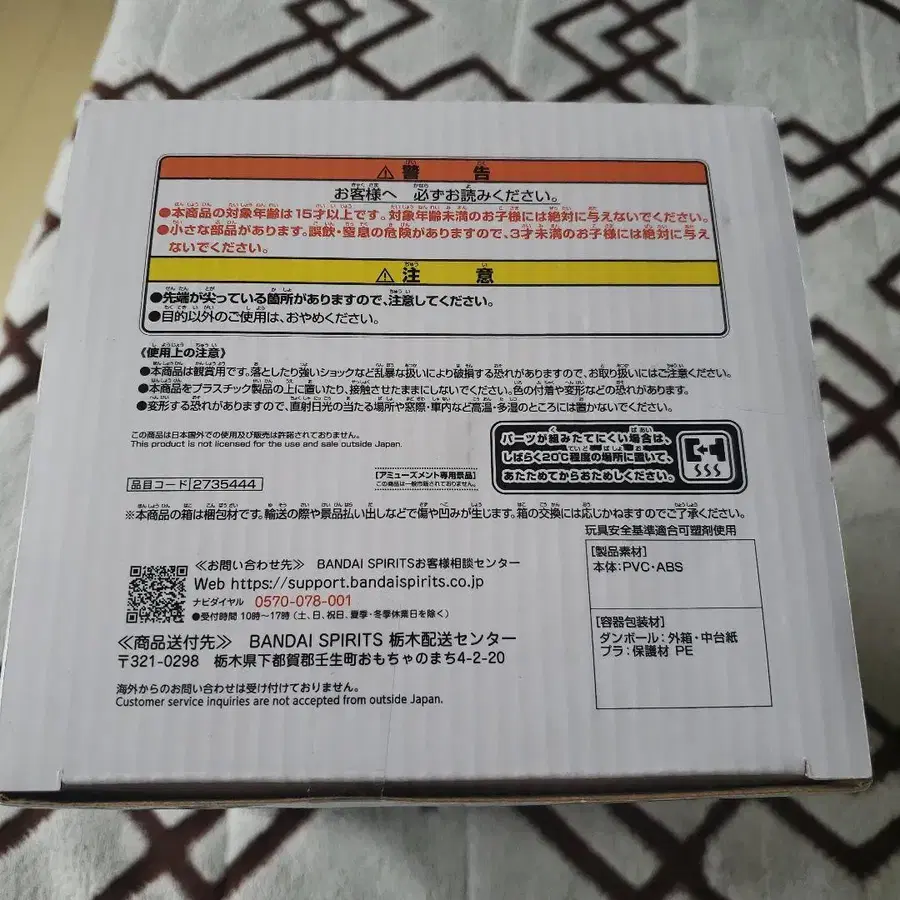 ⚠警告
お客様へ 必ずお読みください。
●本商品の対象年齢は15才以上です。対象年齢未満のお子様には絶対に与えないでください。
●小さな部品があります。誤飲・窒息の危険がありますので、3才未満のお子様には絶対に与え
ないでください。
⚠注意
●先端が尖っている箇所がありますので、注意してください。
●目的以外のご使用は、おやめください。
《使用上の注意》
●本商品は観賞用です。落としたり強いショックなど乱暴な扱いにより破損する恐れがありますので、お取り扱いにはご注意ください。
●本商品をプラスチック製品の上に置いたり、接触させたままにしないでください。色の付着や変形などの恐れがあります。
●変形する恐れがありますので、直射日光の当たる場所や窓際・車内など高温・多湿のところには置かないでください。
この商品は日本国外での使用及び販売は許諾されておりません。
This product is not licensed for the use and sale outside Japan.
パーツが組みたてにくい場合は、
しばらく20℃程度の場所に置いて、
あたためてからおためしください。
品目コード 2735444
【アミューズメント専用景品】
この商品は一般市販されておりません。
※本商品の箱は梱包材です。輸送の際や景品払い出しなどで傷や凹みが生じます。箱の交換には応じかねますのでご了承ください。
玩具安全基準適合可塑剤使用
[製品素材]
本体:PVC・ABS
[容器包装材]
ダンボール:外箱・中台紙
プラ:保護材 PE
≪お問い合わせ先≫ BANDAI SPIRITSお客様相談センター
Web https://support.bandaispirits.co.jp
ナビダイヤル 0570-078-001
●受付時間 10時〜17時(土、日、祝日、夏季・冬季休業日を除く)
≪商品送付先≫ BANDAI SPIRITS 栃木配送センター
〒321-0298 栃木県下都賀郡壬生町おもちゃのまち4-2-20
海外からのお問い合わせは受け付けておりません。
Customer service inquiries are not accepted from outside Japan.